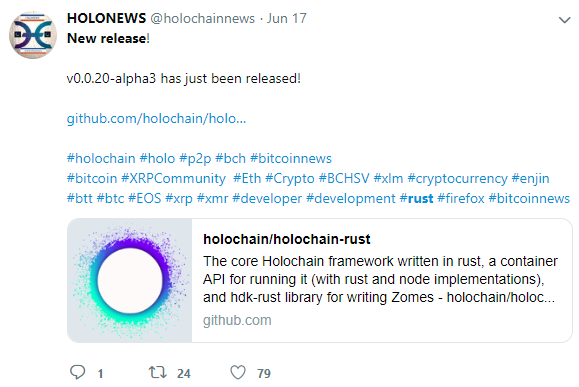 HOLONEWS @holochainnews · Jun 17
New release!
v0.0.20-alpha3 has just been released!
github.com/holochain/holo...
#holochain #holo #p2p #bch #bitcoinnews
#bitcoin #XRPCommunity #Eth #Crypto #BCHSV #xlm #cryptocurrency #enjin
#btt #btc #EOS #xrp #xmr #developer #development #rust #firefox #bitcoinnews
holochain/holochain-rust
The core Holochain framework written in rust, a container
API for running it (with rust and node implementations),
and hdk-rust library for writing Zomes - holochain/holoc...
github.com
1 24 79